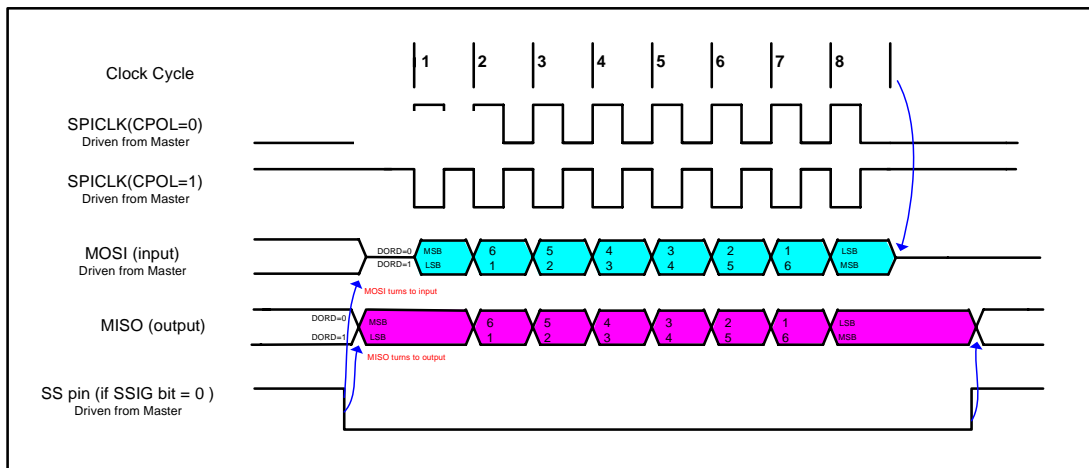 Clock Cycle
1 2 3 4 5 6 7 8
SPICLK(CPOL=0)
Driven from Master
SPICLK(CPOL=1)
Driven from Master
MOSI (input)
Driven from Master
DORD=0 MSB 6 5 4 3 2 1 LSB
DORD=1 LSB 1 2 3 4 5 6 MSB
MOSI turns to input
MISO (output)
DORD=0 MSB 6 5 4 3 2 1 LSB
DORD=1 LSB 1 2 3 4 5 6 MSB
MISO turns to output
SS pin (if SSIG bit = 0 )
Driven from Master